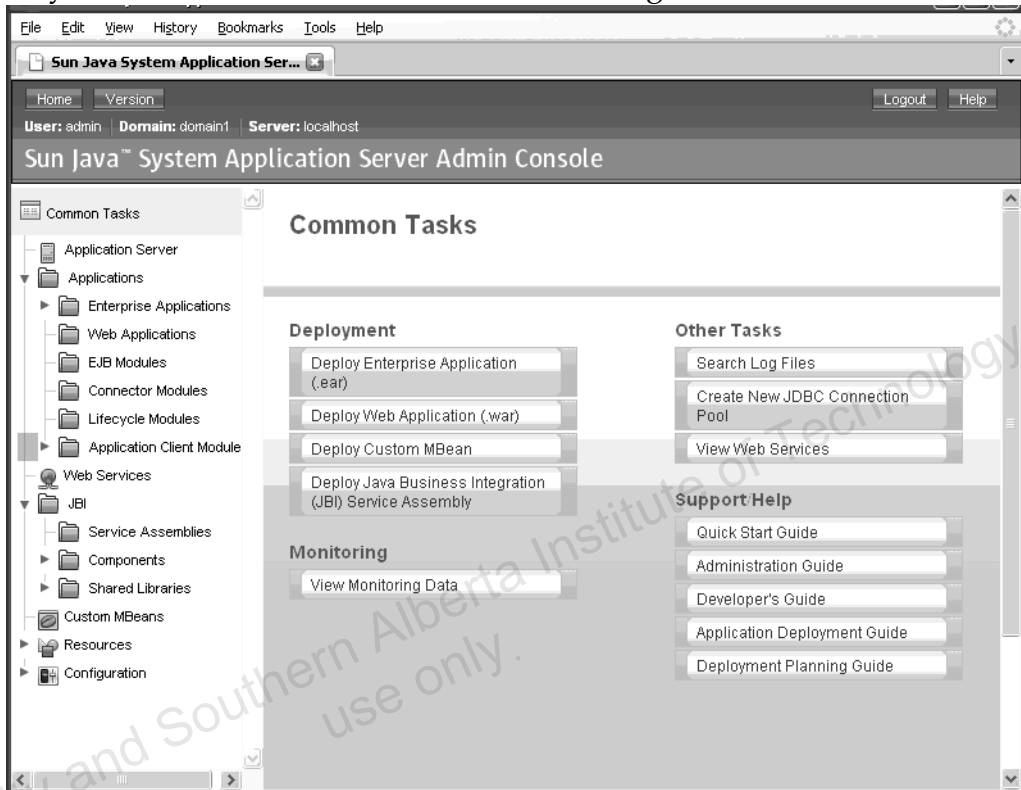 File Edit View History Bookmarks Tools Help
Sun Java System Application Ser...
Home Version Logout Help
User: admin Domain: domain1 Server: localhost
Sun Java™ System Application Server Admin Console
Common Tasks
Application Server
Applications
Enterprise Applications
Web Applications
EJB Modules
Connector Modules
Lifecycle Modules
Application Client Module
Web Services
JBI
Service Assemblies
Components
Shared Libraries
Custom MBeans
Resources
Configuration
Common Tasks
Deployment
Deploy Enterprise Application
(.ear)
Deploy Web Application (.war)
Deploy Custom MBean
Deploy Java Business Integration
(JBI) Service Assembly
Monitoring
View Monitoring Data
Other Tasks
Search Log Files
Create New JDBC Connection
Pool
View Web Services
Support/Help
Quick Start Guide
Administration Guide
Developer's Guide
Application Deployment Guide
Deployment Planning Guide
and Southern Alberta Institute of Technology
use only.